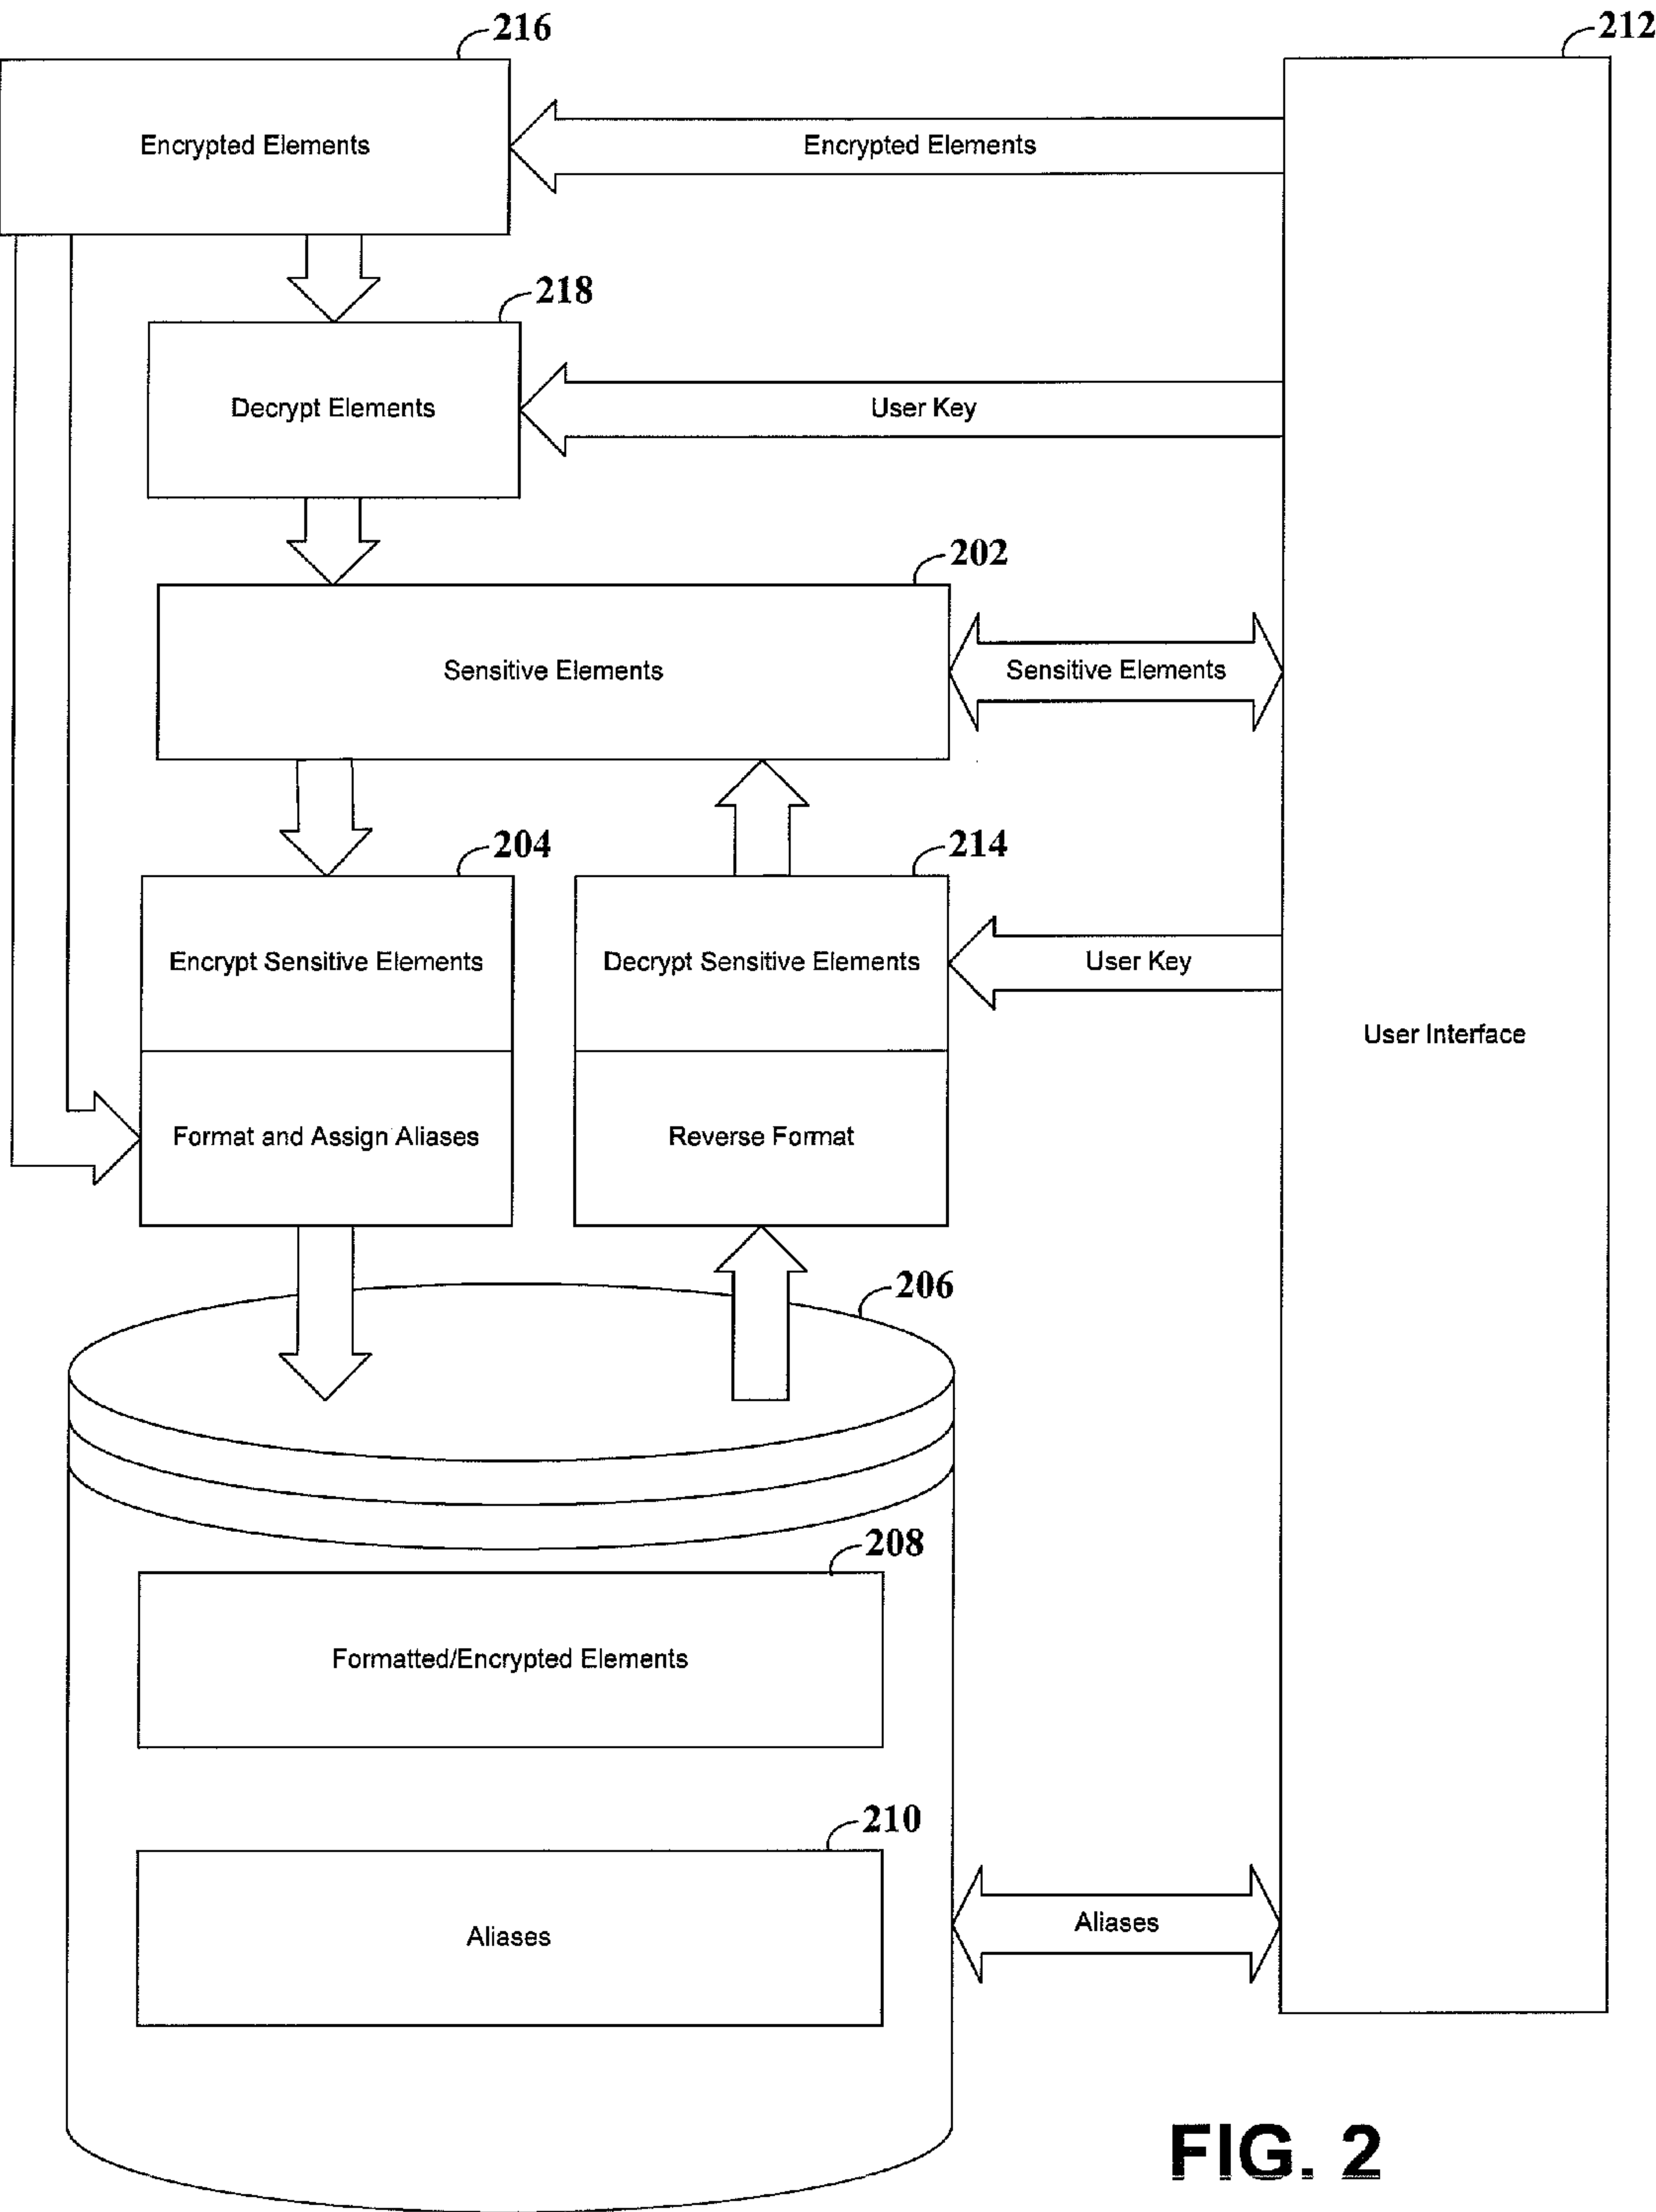 216
212
Encrypted Elements
Encrypted Elements
218
Decrypt Elements
User Key
202
Sensitive Elements
Sensitive Elements
204
214
Encrypt Sensitive Elements
Decrypt Sensitive Elements
User Key
User Interface
Format and Assign Aliases
Reverse Format
206
208
Formatted/Encrypted Elements
210
Aliases
Aliases
FIG. 2